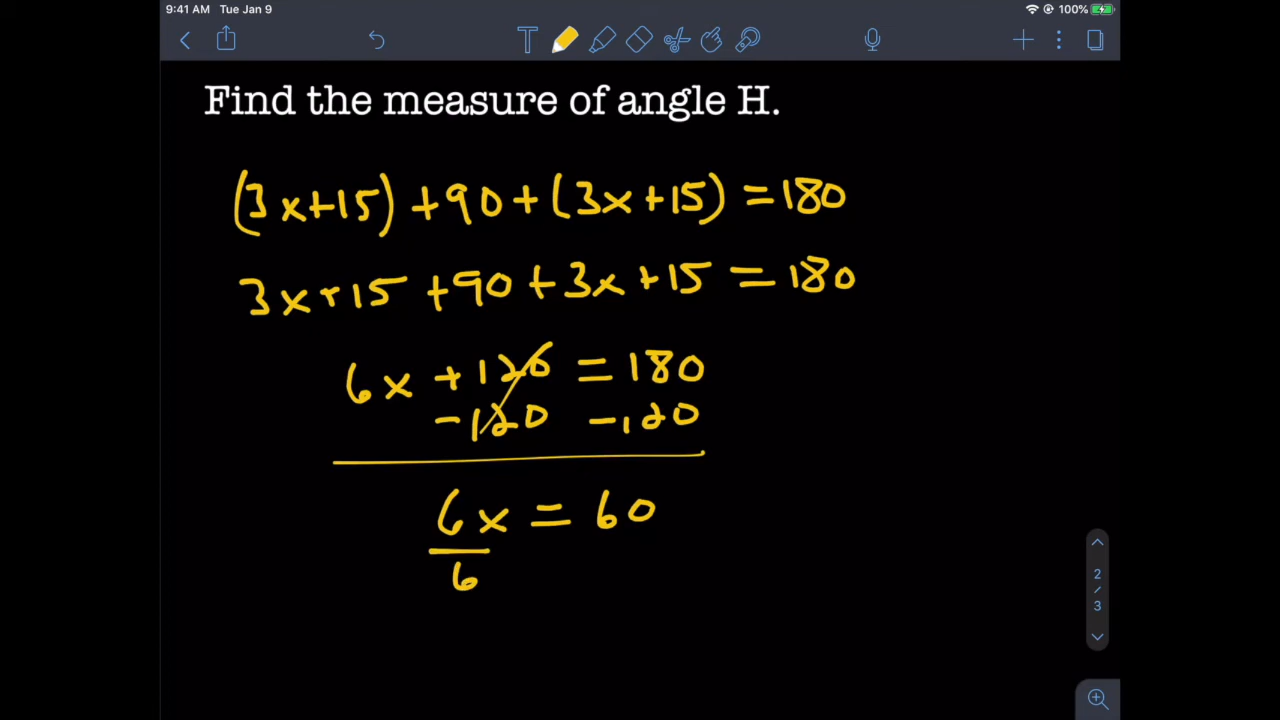 9:41 AM Tue Jan 9
100%
T
Find the measure of angle H.
(3x+15)+90+(3x+15)=180
3x+15+90+3x+15=180
6x+120=180
-120 -120
6x=60
6
2
/
3